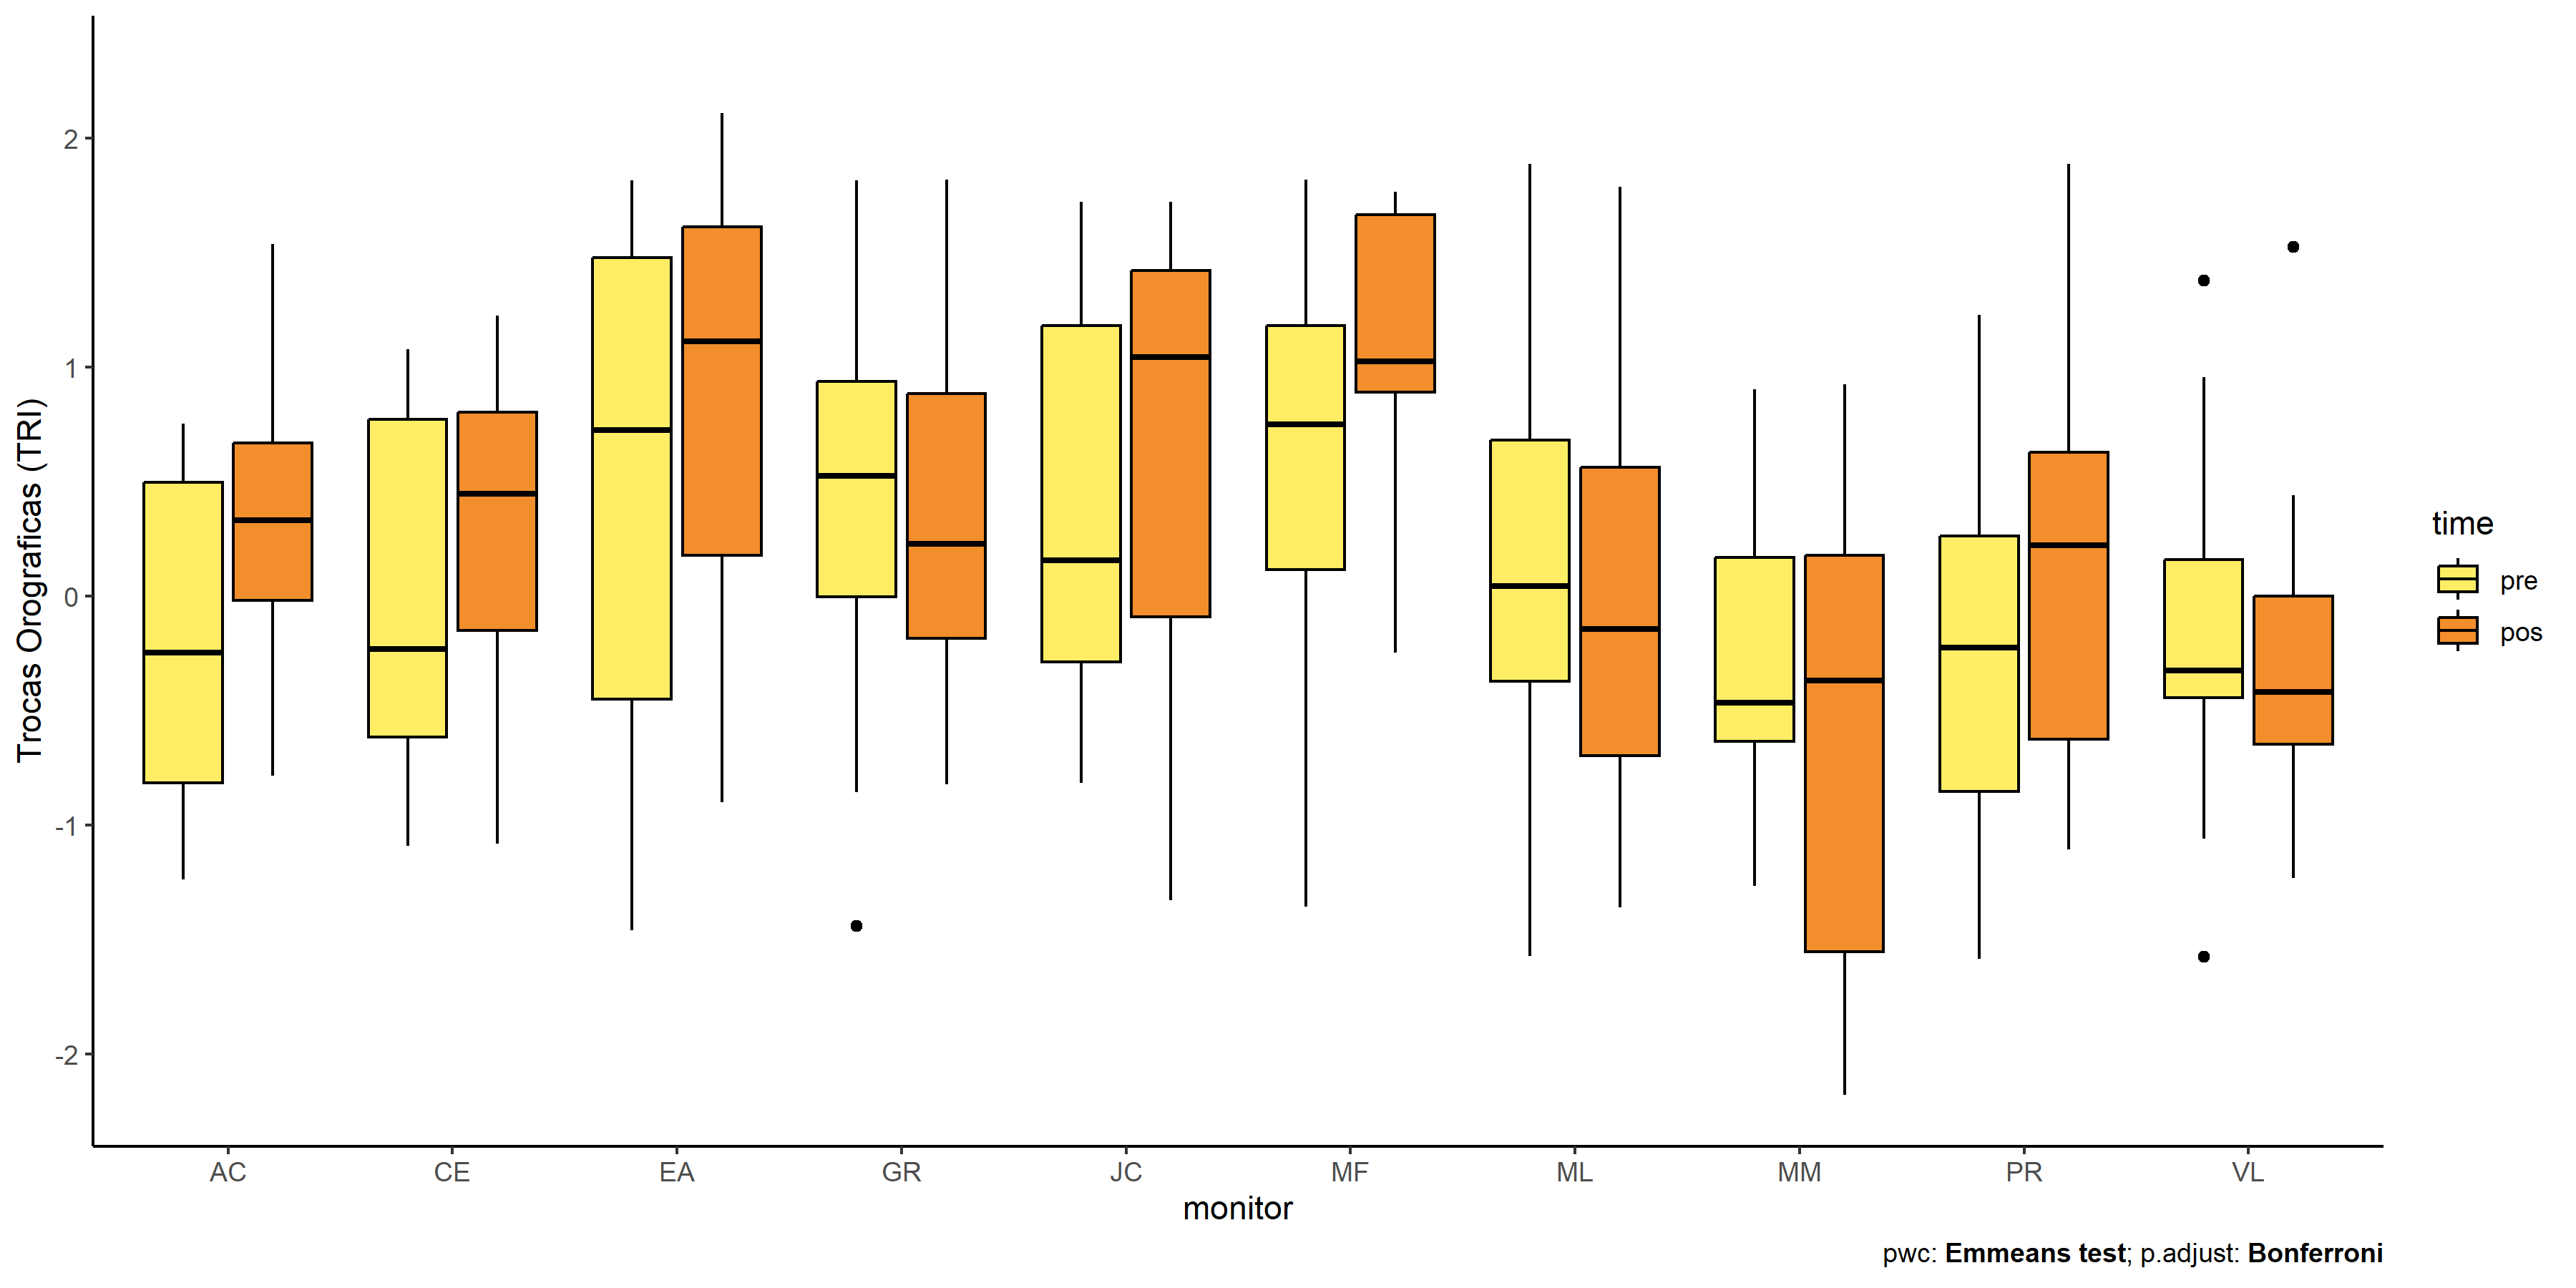 Trocas Orograficas (TRI)
2
1
0
-1
-2
AC CE EA GR JC MF ML MM PR VL
monitor
time
pre
pos
pwc: Emmeans test; p.adjust: Bonferroni